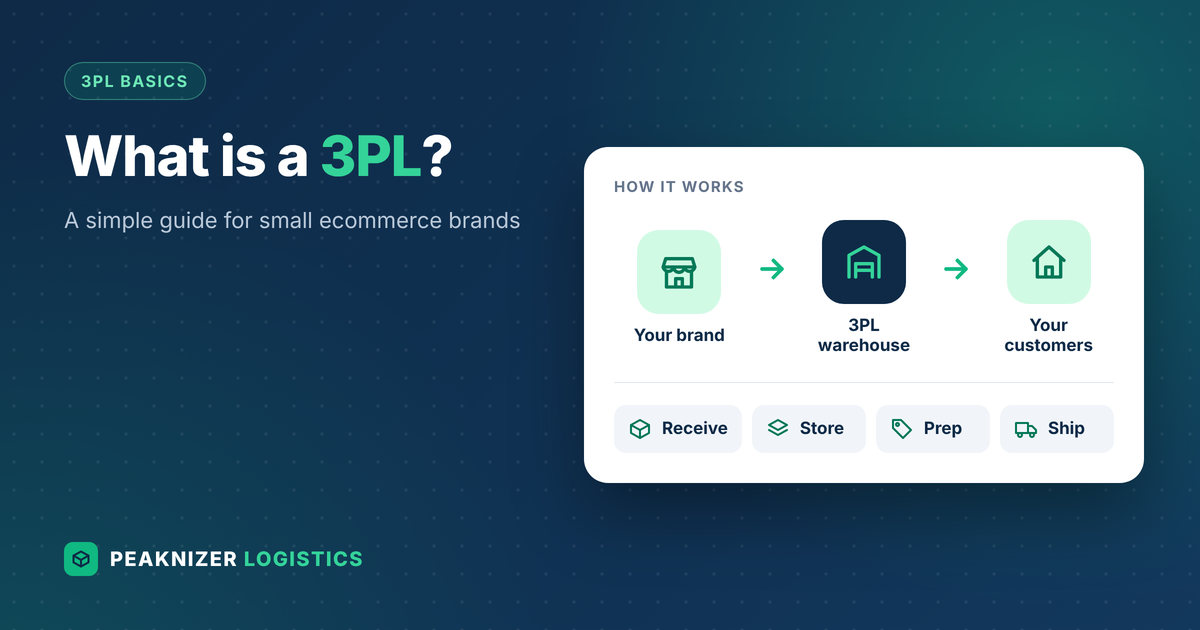 3PL BASICS
What is a 3PL?
A simple guide for small ecommerce brands
HOW IT WORKS
Your brand
3PL
warehouse
Your
customers
Receive
Store
Prep
Ship
PEAKNIZER LOGISTICS